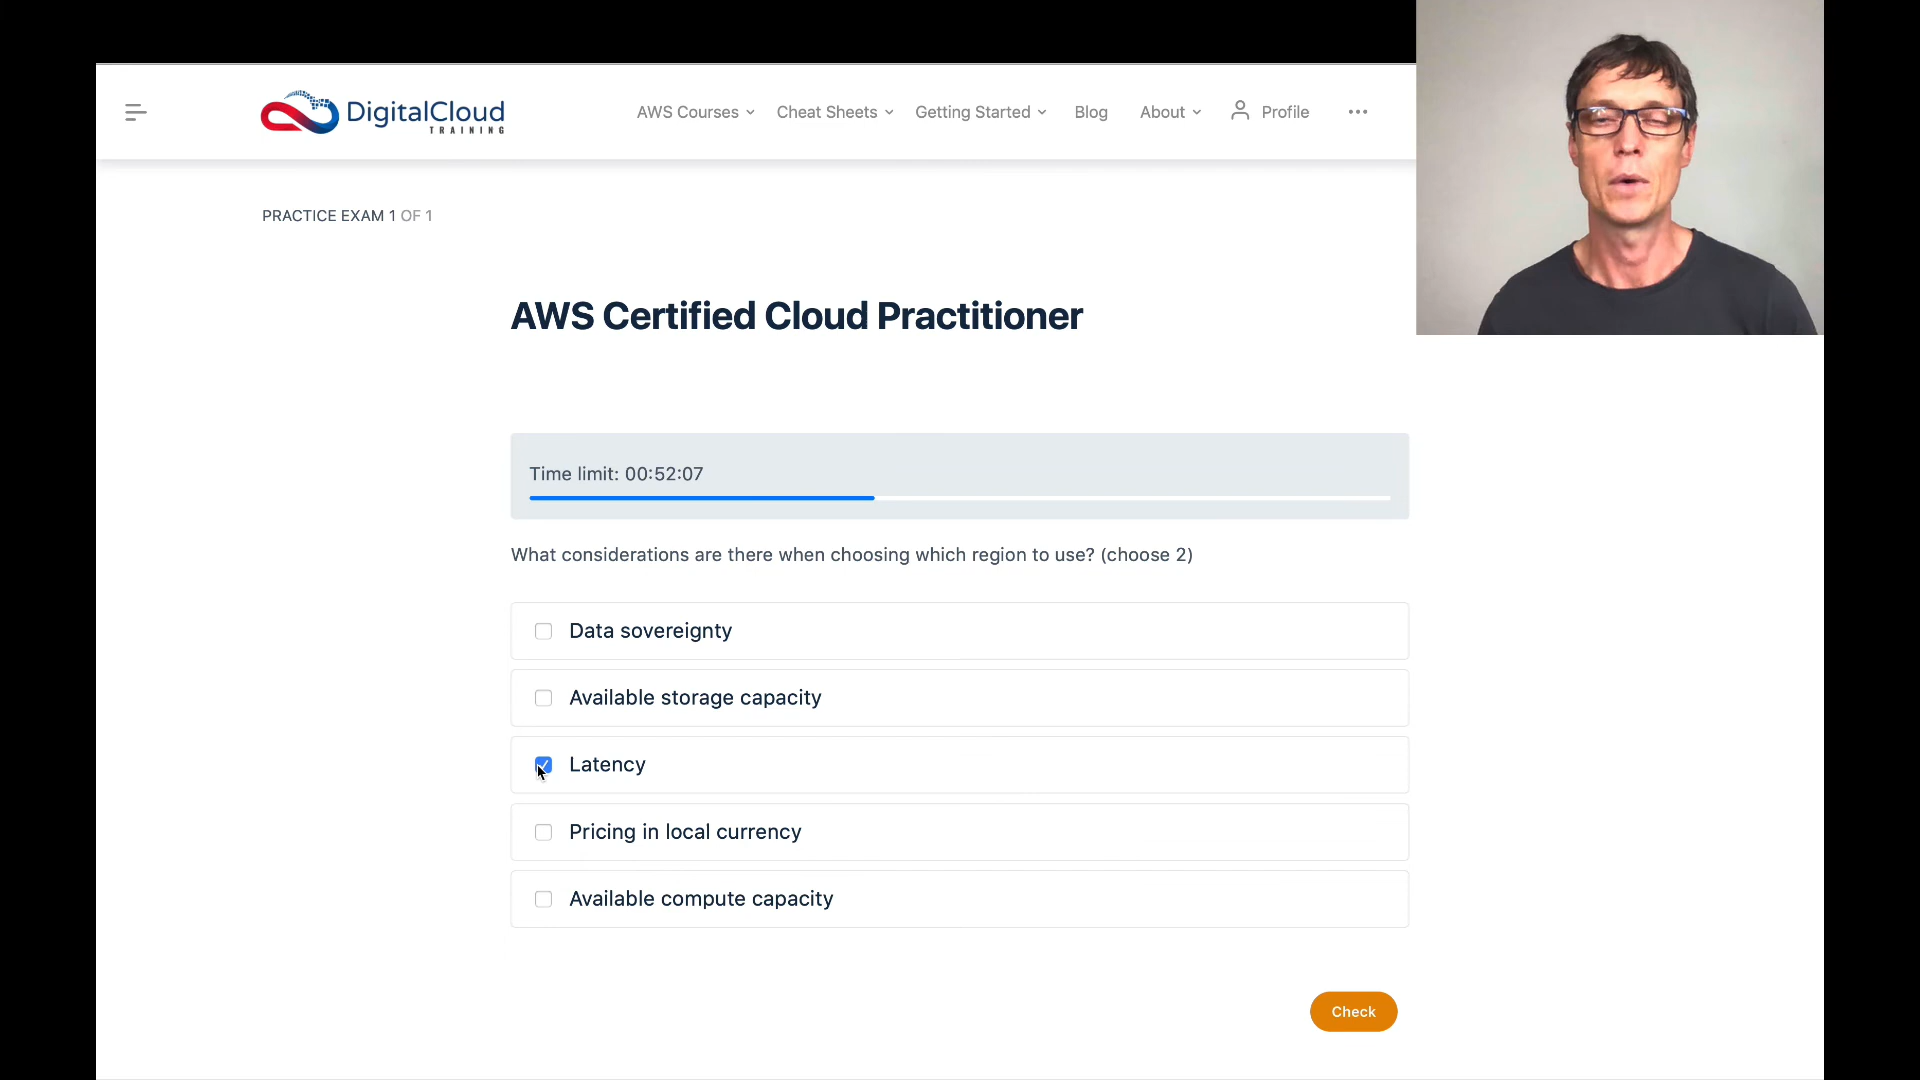 DigitalCloud
TRAINING
AWS Courses
Cheat Sheets
Getting Started
Blog
About
Profile
PRACTICE EXAM 1 OF 1
AWS Certified Cloud Practitioner
Time limit: 00:52:07
What considerations are there when choosing which region to use? (choose 2)
Data sovereignty
Available storage capacity
Latency
Pricing in local currency
Available compute capacity
Check